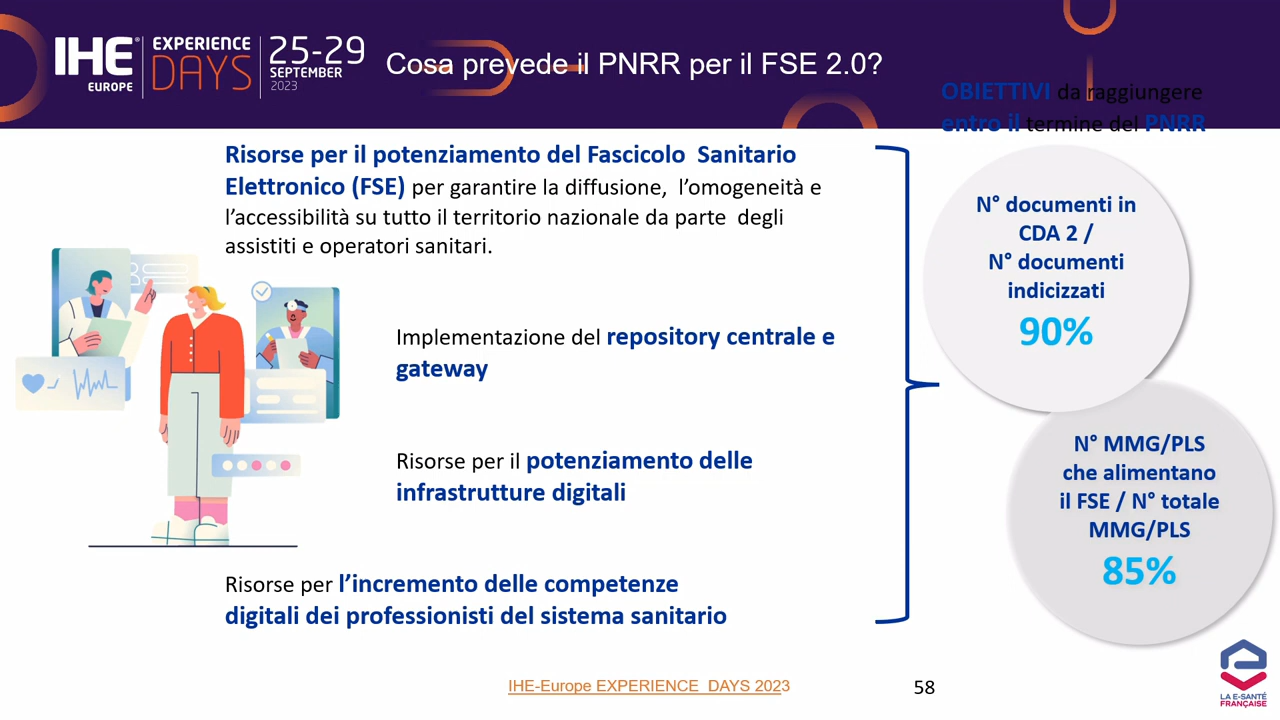 IHE
EUROPE
EXPERIENCE
DAYS
25-29
SEPTEMBER
2023
Cosa prevede il PNRR per il FSE 2.0?
OBIETTIVI da raggiungere
entro il termine del PNRR
Risorse per il potenziamento del Fascicolo Sanitario
Elettronico (FSE) per garantire la diffusione, l’omogeneità e
l’accessibilità su tutto il territorio nazionale da parte degli
assistiti e operatori sanitari.
Implementazione del repository centrale e
gateway
Risorse per il potenziamento delle
infrastrutture digitali
Risorse per l’incremento delle competenze
digitali dei professionisti del sistema sanitario
N° documenti in
CDA 2 /
N° documenti
indicizzati
90%
N° MMG/PLS
che alimentano
il FSE / N° totale
MMG/PLS
85%
IHE-Europe EXPERIENCE DAYS 2023
58
LA E-SANTÉ
FRANÇAISE